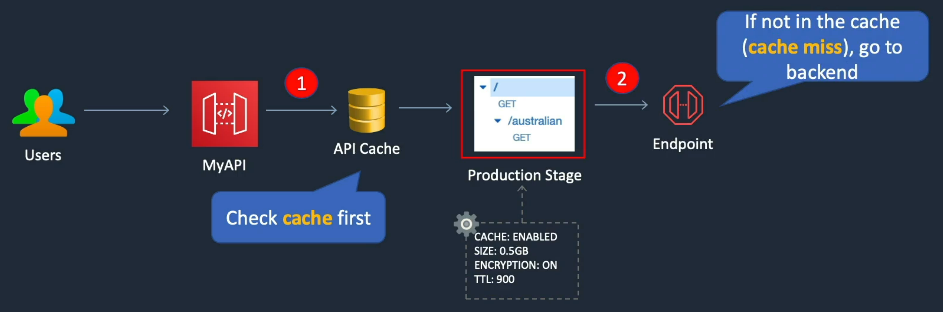 If not in the cache
(cache miss), go to
backend
1
2
/
GET
/australian
GET
Users
MyAPI
API Cache
Production Stage
Endpoint
Check cache first
CACHE: ENABLED
SIZE: 0.5GB
ENCRYPTION: ON
TTL: 900